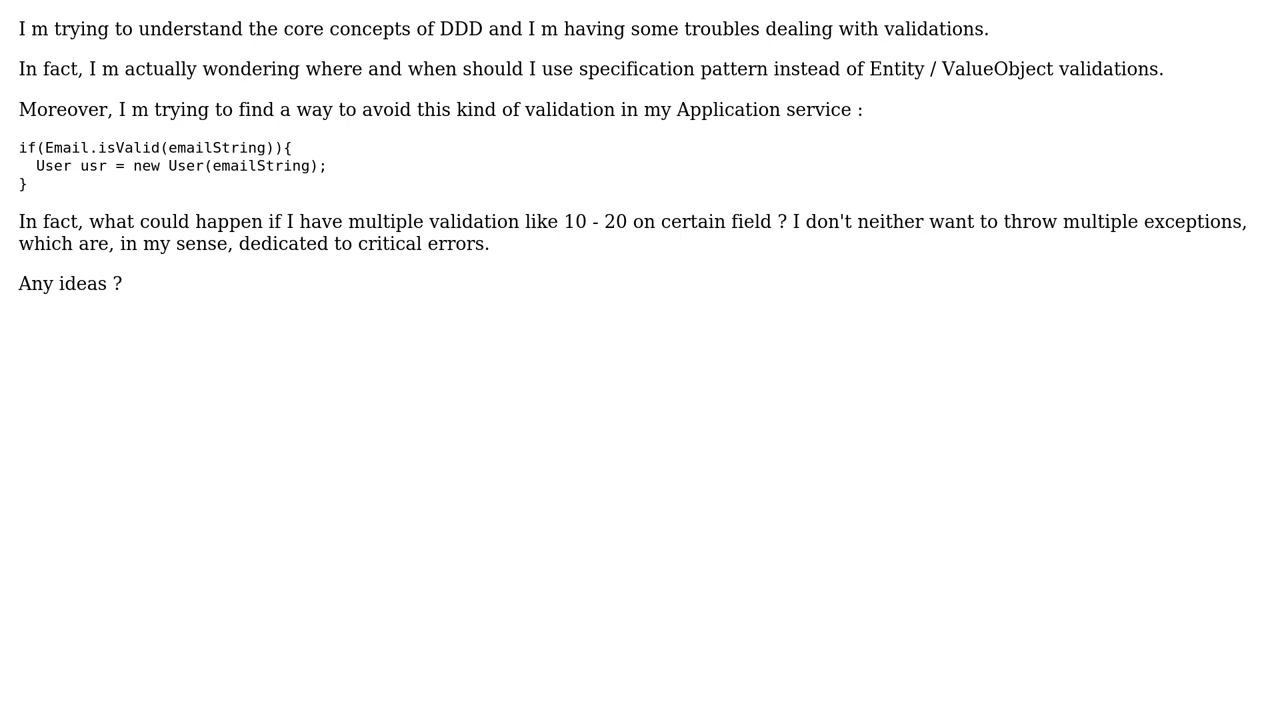 I m trying to understand the core concepts of DDD and I m having some troubles dealing with validations.
In fact, I m actually wondering where and when should I use specification pattern instead of Entity / ValueObject validations.
Moreover, I m trying to find a way to avoid this kind of validation in my Application service :
if(Email.isValid(emailString)){
  User usr = new User(emailString);
}
In fact, what could happen if I have multiple validation like 10 - 20 on certain field ? I don't neither want to throw multiple exceptions,
which are, in my sense, dedicated to critical errors.
Any ideas ?